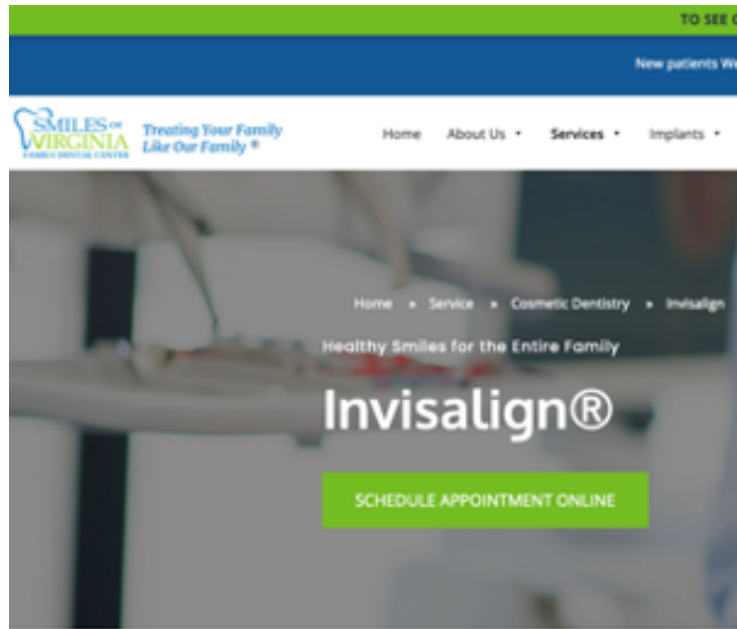 TO SEE
New patients
SMILES OF
VIRGINIA
FAMILY DENTAL CENTER
Treating Your Family
Like Our Family ®
Home About Us Services Implants
Home » Service » Cosmetic Dentistry » Invisalign
Healthy Smiles for the Entire Family
Invisalign®
SCHEDULE APPOINTMENT ONLINE